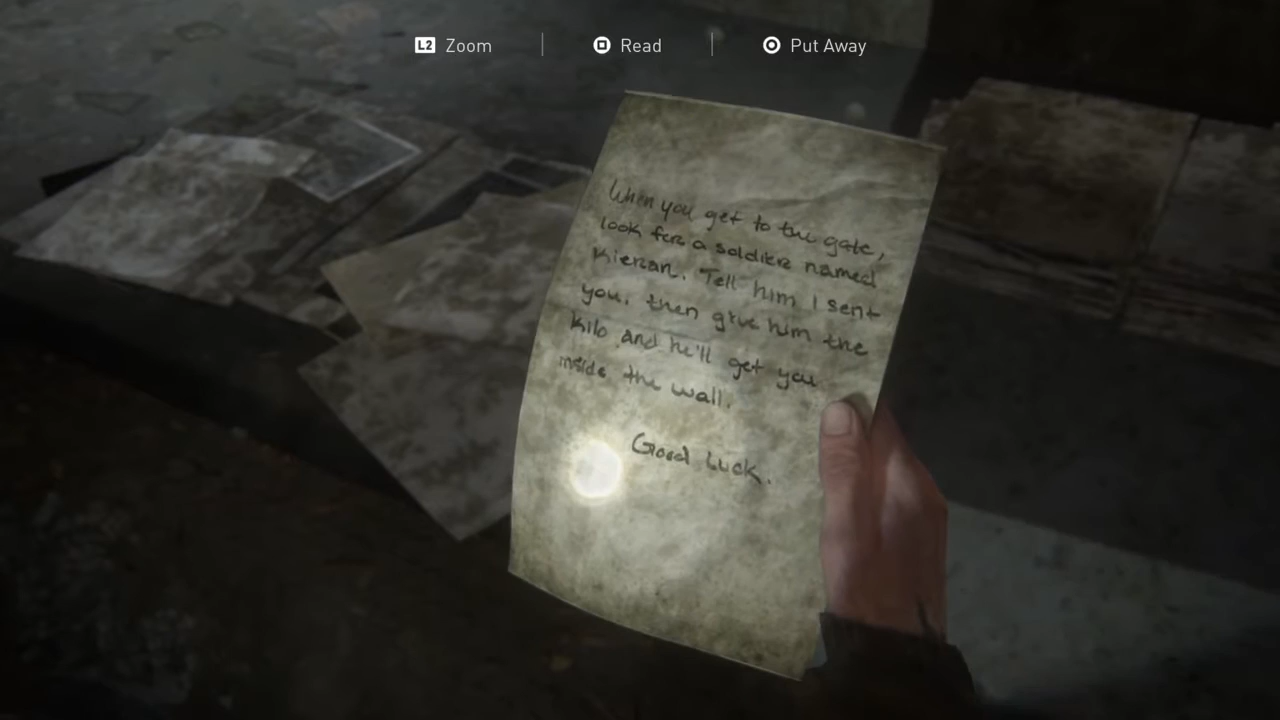 L2 Zoom | Read | Put Away
When you get to the gate,
look for a soldier named
Kieran. Tell him I sent
you, then give him the
kilo and he'll get you
inside the wall.
Good Luck.